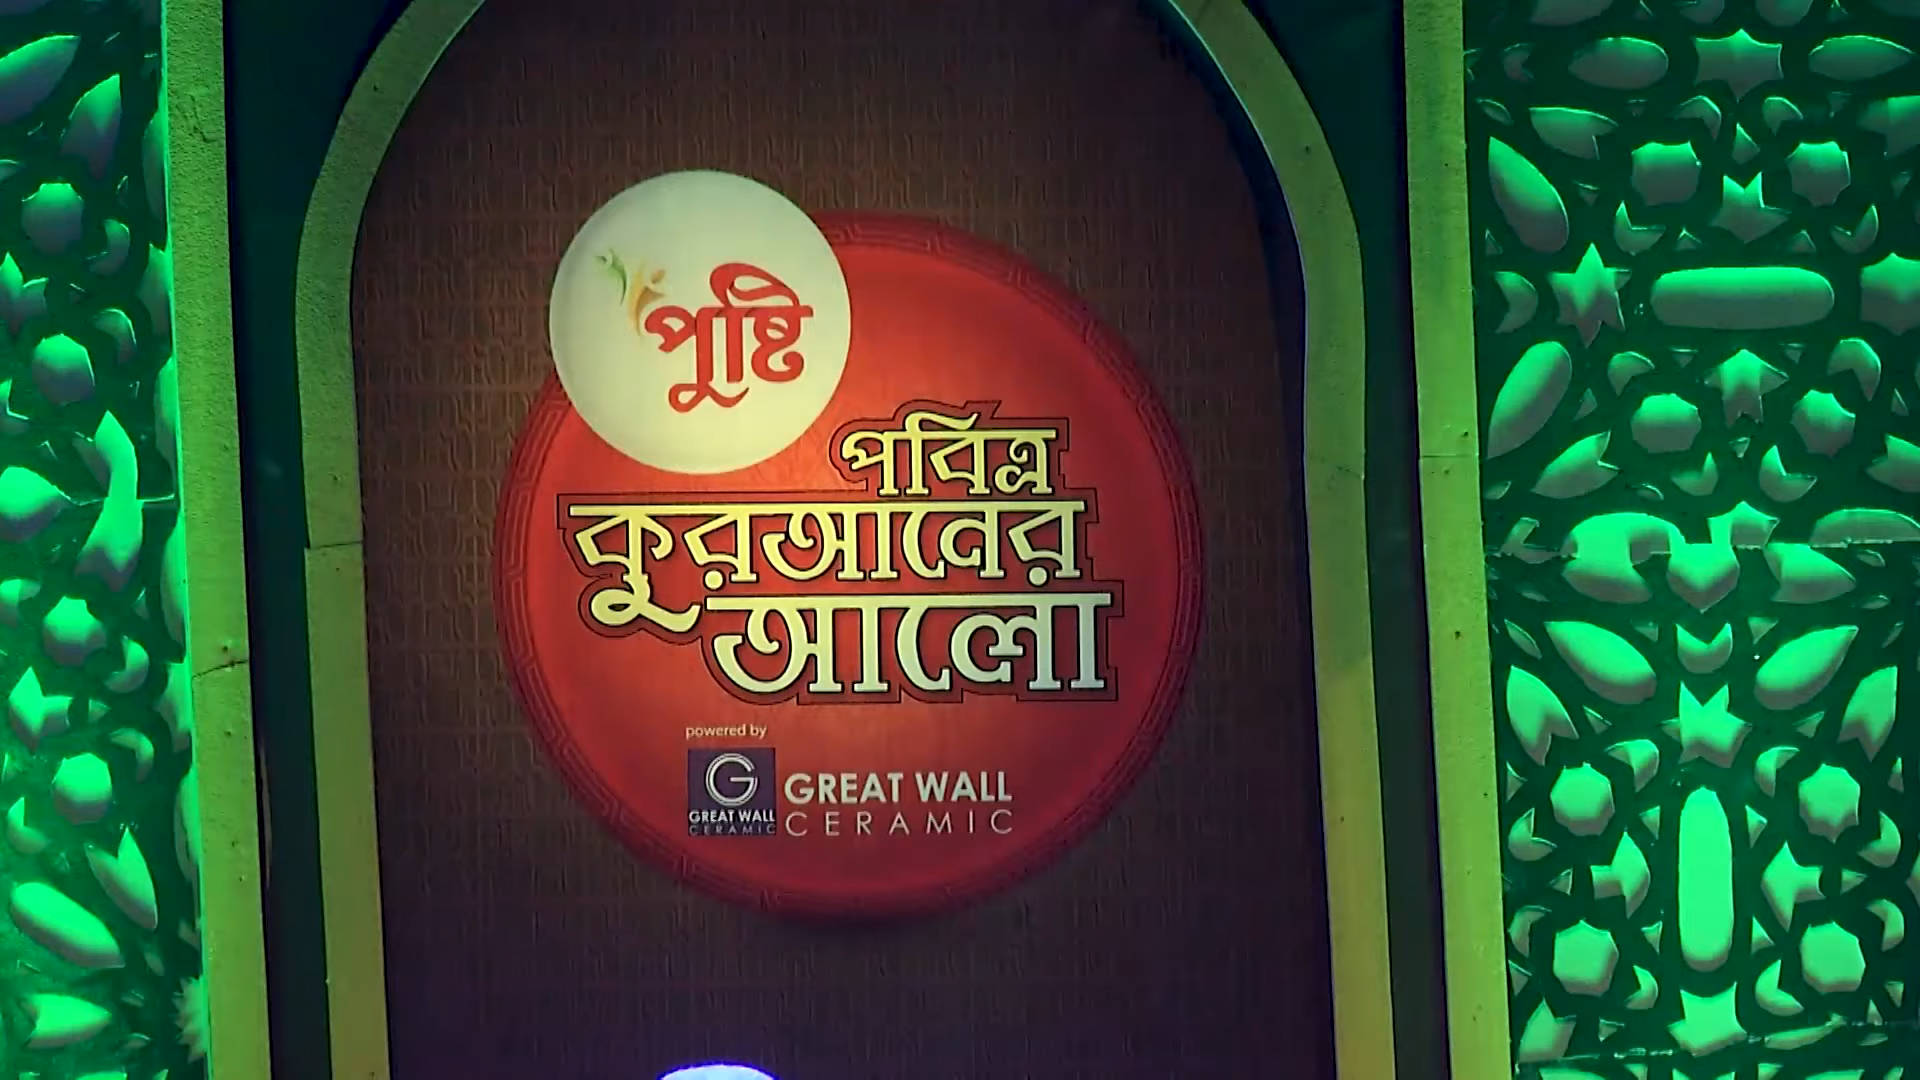 পুষ্টি
পবিত্র
কুরআনের
আলো
powered by
G
GREAT WALL
CERAMIC
GREAT WALL
CERAMIC